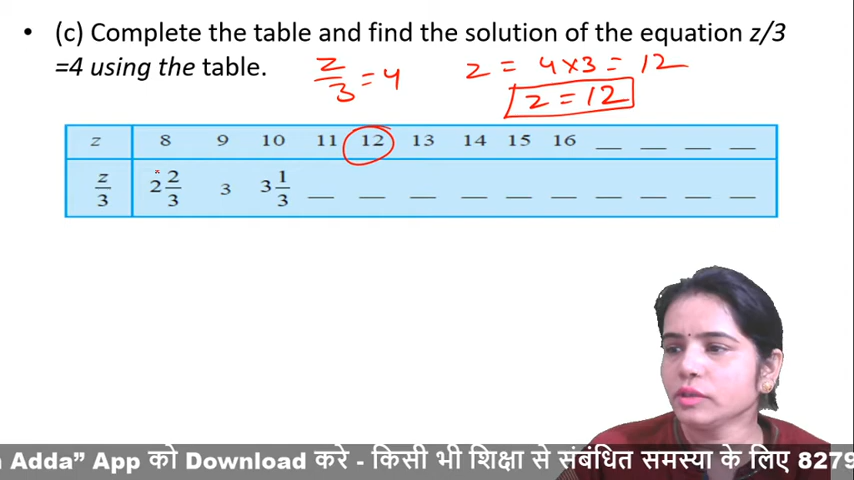 • (c) Complete the table and find the solution of the equation z/3
=4 using the table.
z/3 = 4
z = 4×3 = 12
z = 12
z 8 9 10 11 12 13 14 15 16 __ __ __ __
z/3 2 2/3 3 3 1/3 __ __ __ __ __ __ __ __ __ __
Adda” App को Download करे - किसी भी शिक्षा से संबंधित समस्या के लिए 8279